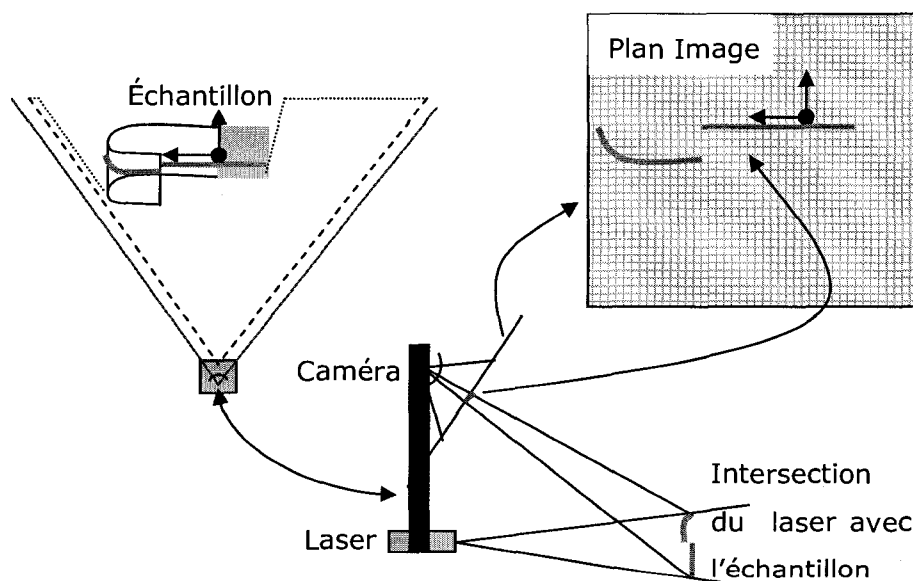 Plan Image
Échantillon
Caméra
Intersection
du laser avec
Laser
l'échantillon